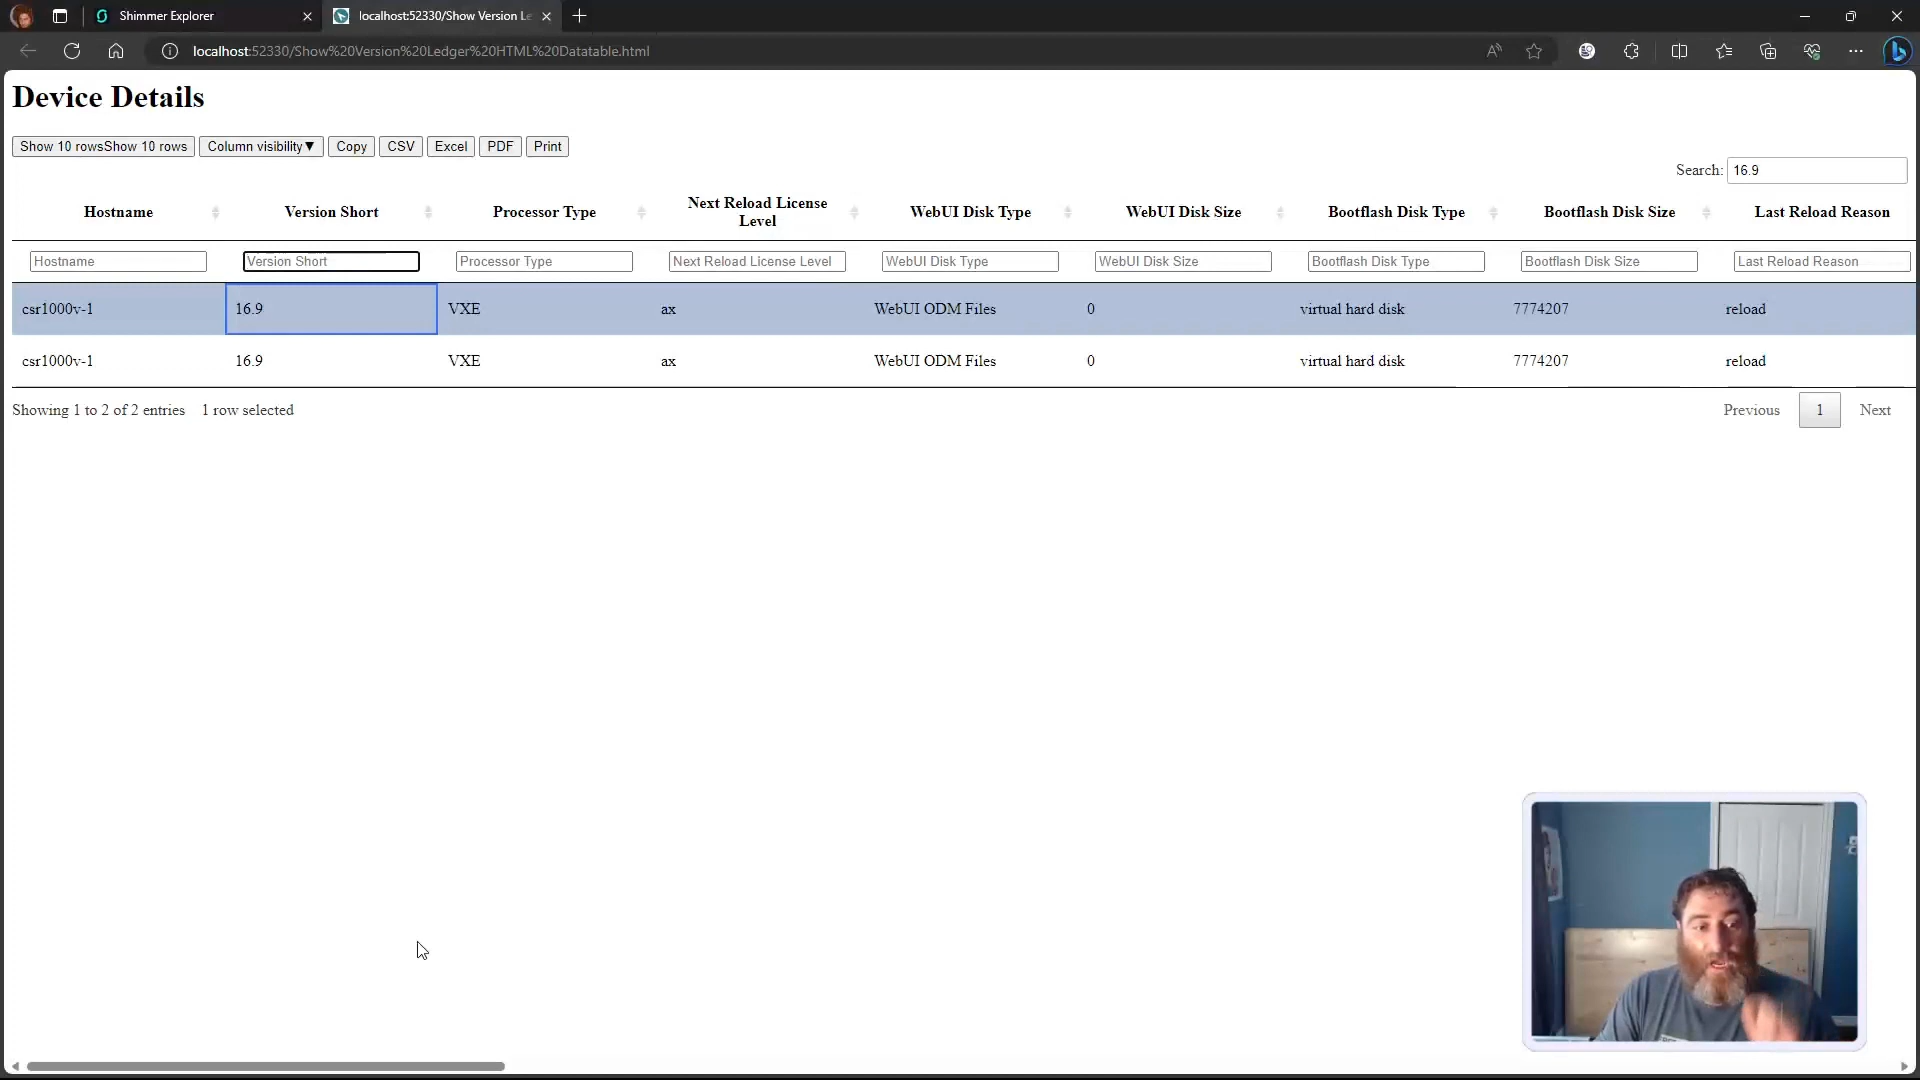 Shimmer Explorer
localhost:52330/Show Version Le
localhost:52330/Show%20Version%20Ledger%20HTML%20Datatable.html
Device Details
Show 10 rowsShow 10 rows Column visibility▼ Copy CSV Excel PDF Print
Search: 16.9
Hostname Version Short Processor Type Next Reload License Level WebUI Disk Type WebUI Disk Size Bootflash Disk Type Bootflash Disk Size Last Reload Reason
Hostname Version Short Processor Type Next Reload License Level WebUI Disk Type WebUI Disk Size Bootflash Disk Type Bootflash Disk Size Last Reload Reason
csr1000v-1 16.9 VXE ax WebUI ODM Files 0 virtual hard disk 7774207 reload
csr1000v-1 16.9 VXE ax WebUI ODM Files 0 virtual hard disk 7774207 reload
Showing 1 to 2 of 2 entries 1 row selected
Previous 1 Next